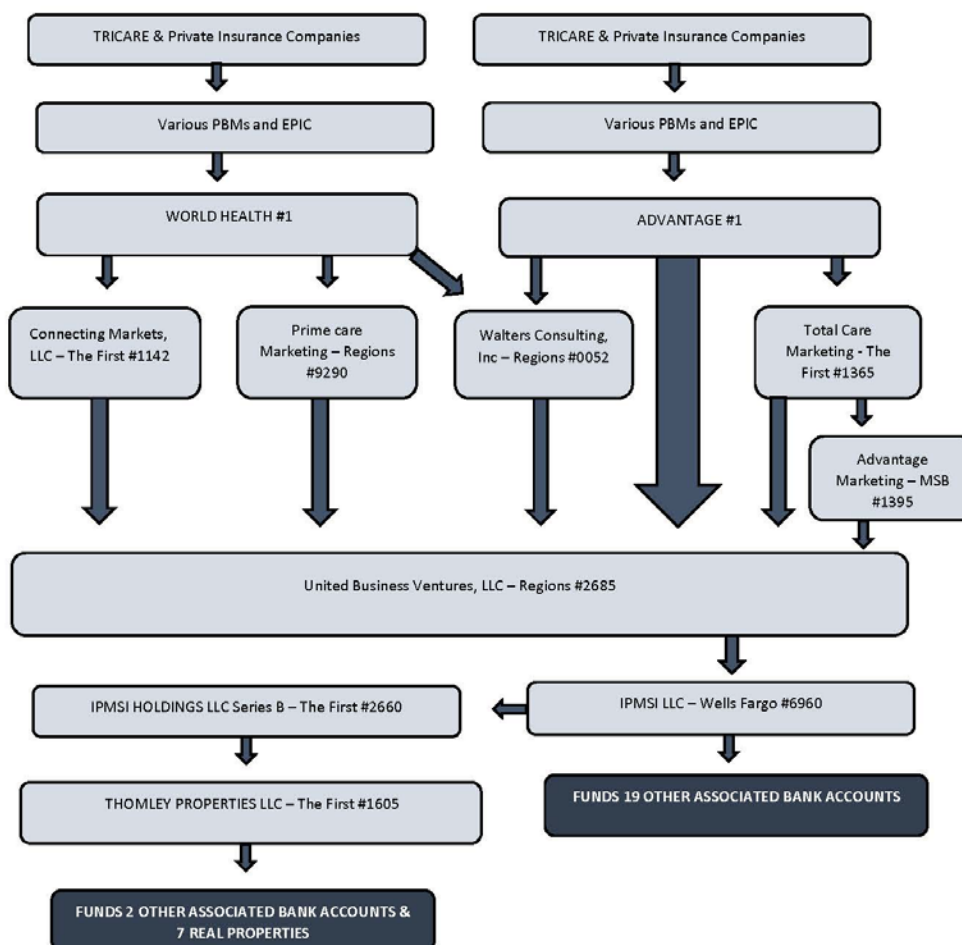 TRICARE & Private Insurance Companies
TRICARE & Private Insurance Companies
Various PBMs and EPIC
Various PBMs and EPIC
WORLD HEALTH #1
ADVANTAGE #1
Connecting Markets,
LLC – The First #1142
Prime care
Marketing – Regions
#9290
Walters Consulting,
Inc – Regions #0052
Total Care
Marketing - The
First #1365
Advantage
Marketing – MSB
#1395
United Business Ventures, LLC – Regions #2685
IPMSI HOLDINGS LLC Series B – The First #2660
IPMSI LLC – Wells Fargo #6960
THOMLEY PROPERTIES LLC – The First #1605
FUNDS 19 OTHER ASSOCIATED BANK ACCOUNTS
FUNDS 2 OTHER ASSOCIATED BANK ACCOUNTS &
7 REAL PROPERTIES